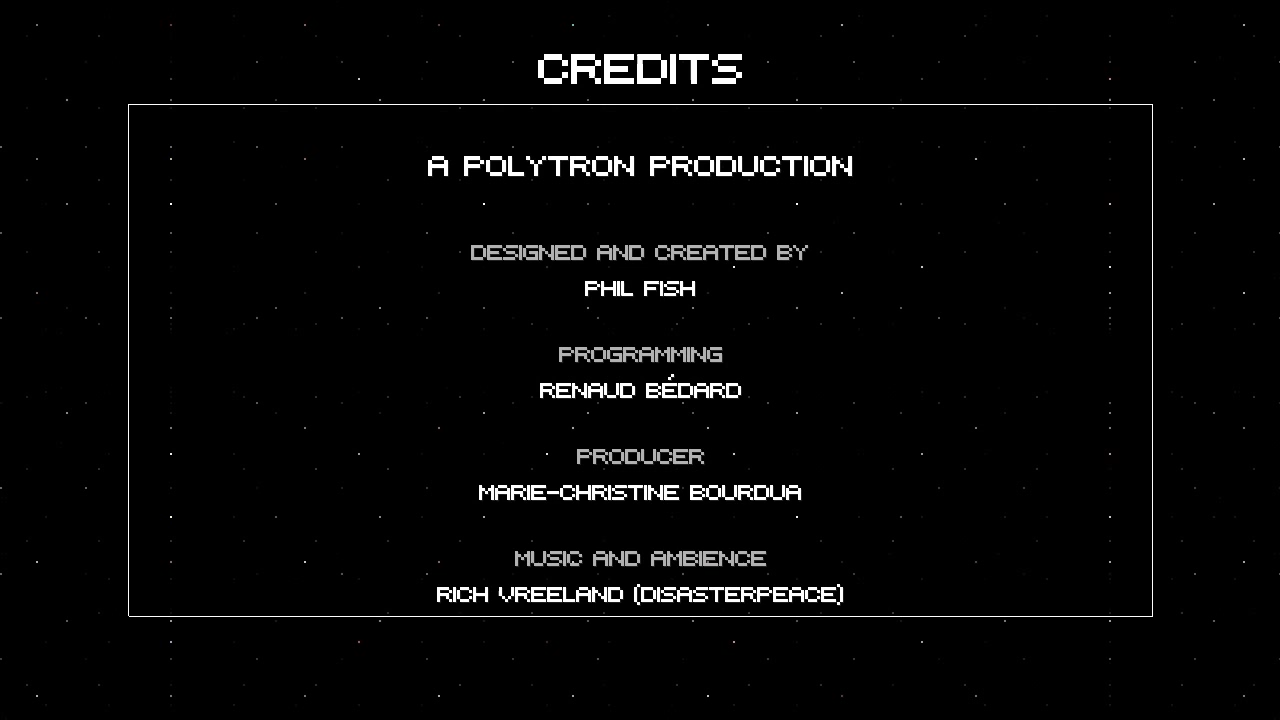 CREDITS
A POLYTRON PRODUCTION
DESIGNED AND CREATED BY
PHIL FISH
PROGRAMMING
RENAUD BÉDARD
PRODUCER
MARIE-CHRISTINE BOURDUA
MUSIC AND AMBIENCE
RICH VREELAND (DISASTERPEACE)